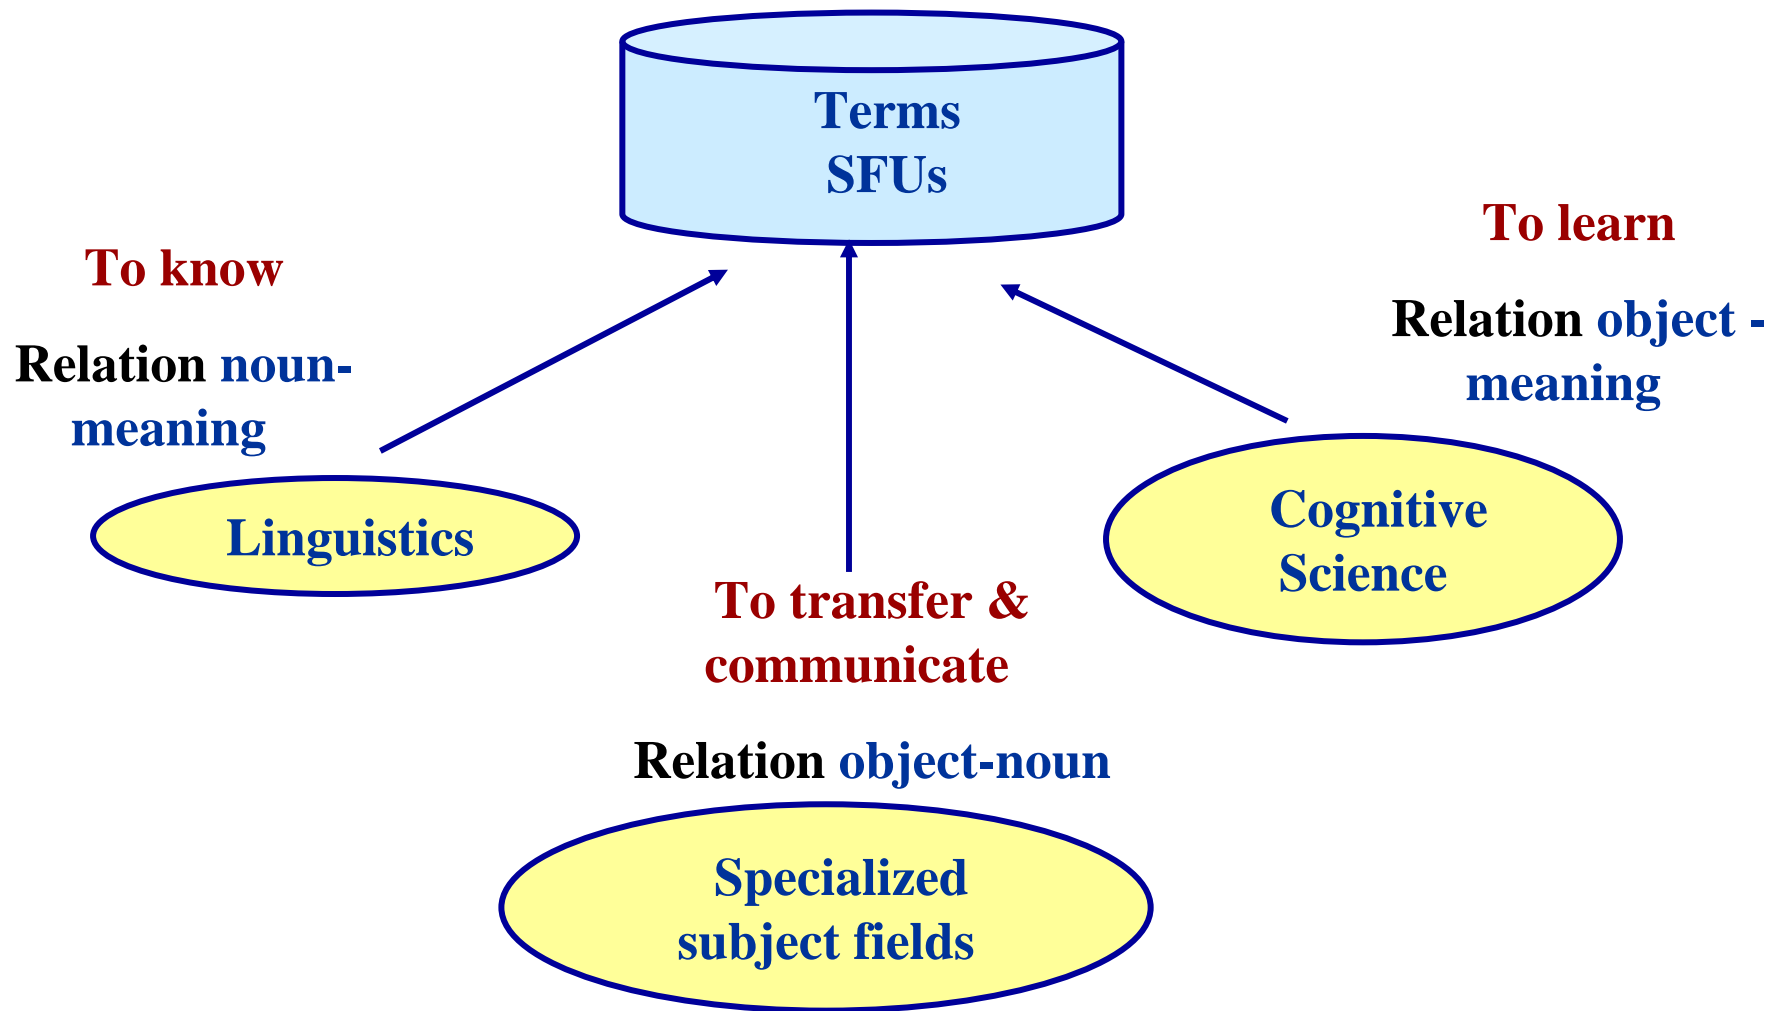 Terms
SFUs
To know
Relation noun-
meaning
Linguistics
To transfer &
communicate
Relation object-noun
Specialized
subject fields
To learn
Relation object -
meaning
Cognitive
Science